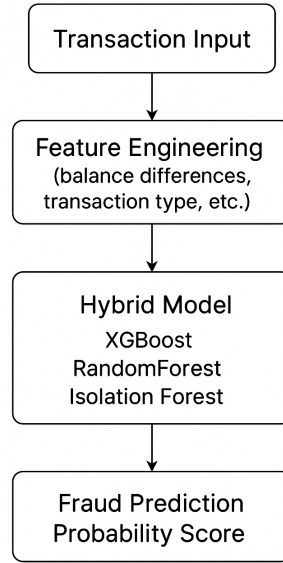 Transaction Input
Feature Engineering
(balance differences,
transaction type, etc.)
Hybrid Model
XGBoost
RandomForest
Isolation Forest
Fraud Prediction
Probability Score